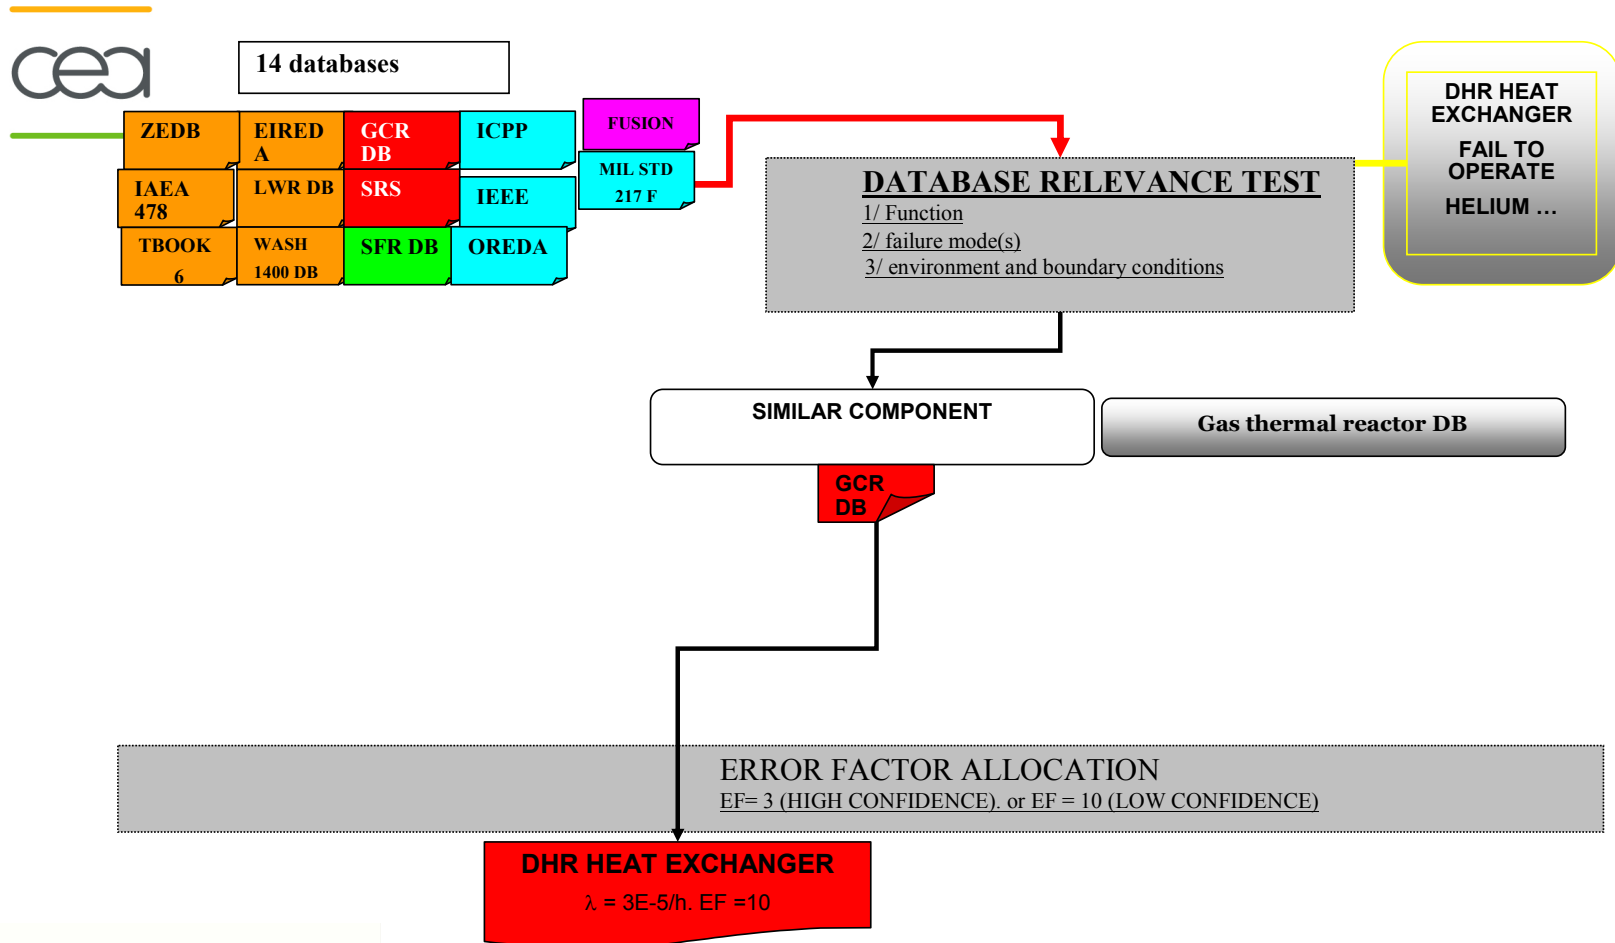 cea
14 databases
ZEDB
EIRED
A
GCR
DB
ICPP
FUSION
IAEA
478
LWR DB
SRS
IEEE
MIL STD
217 F
TBOOK
6
WASH
1400 DB
SFR DB
OREDA
DATABASE RELEVANCE TEST
1/ Function
2/ failure mode(s)
3/ environment and boundary conditions
DHR HEAT
EXCHANGER
FAIL TO
OPERATE
HELIUM ...
SIMILAR COMPONENT
Gas thermal reactor DB
GCR
DB
ERROR FACTOR ALLOCATION
EF= 3 (HIGH CONFIDENCE). or EF = 10 (LOW CONFIDENCE)
DHR HEAT EXCHANGER
λ = 3E-5/h. EF =10